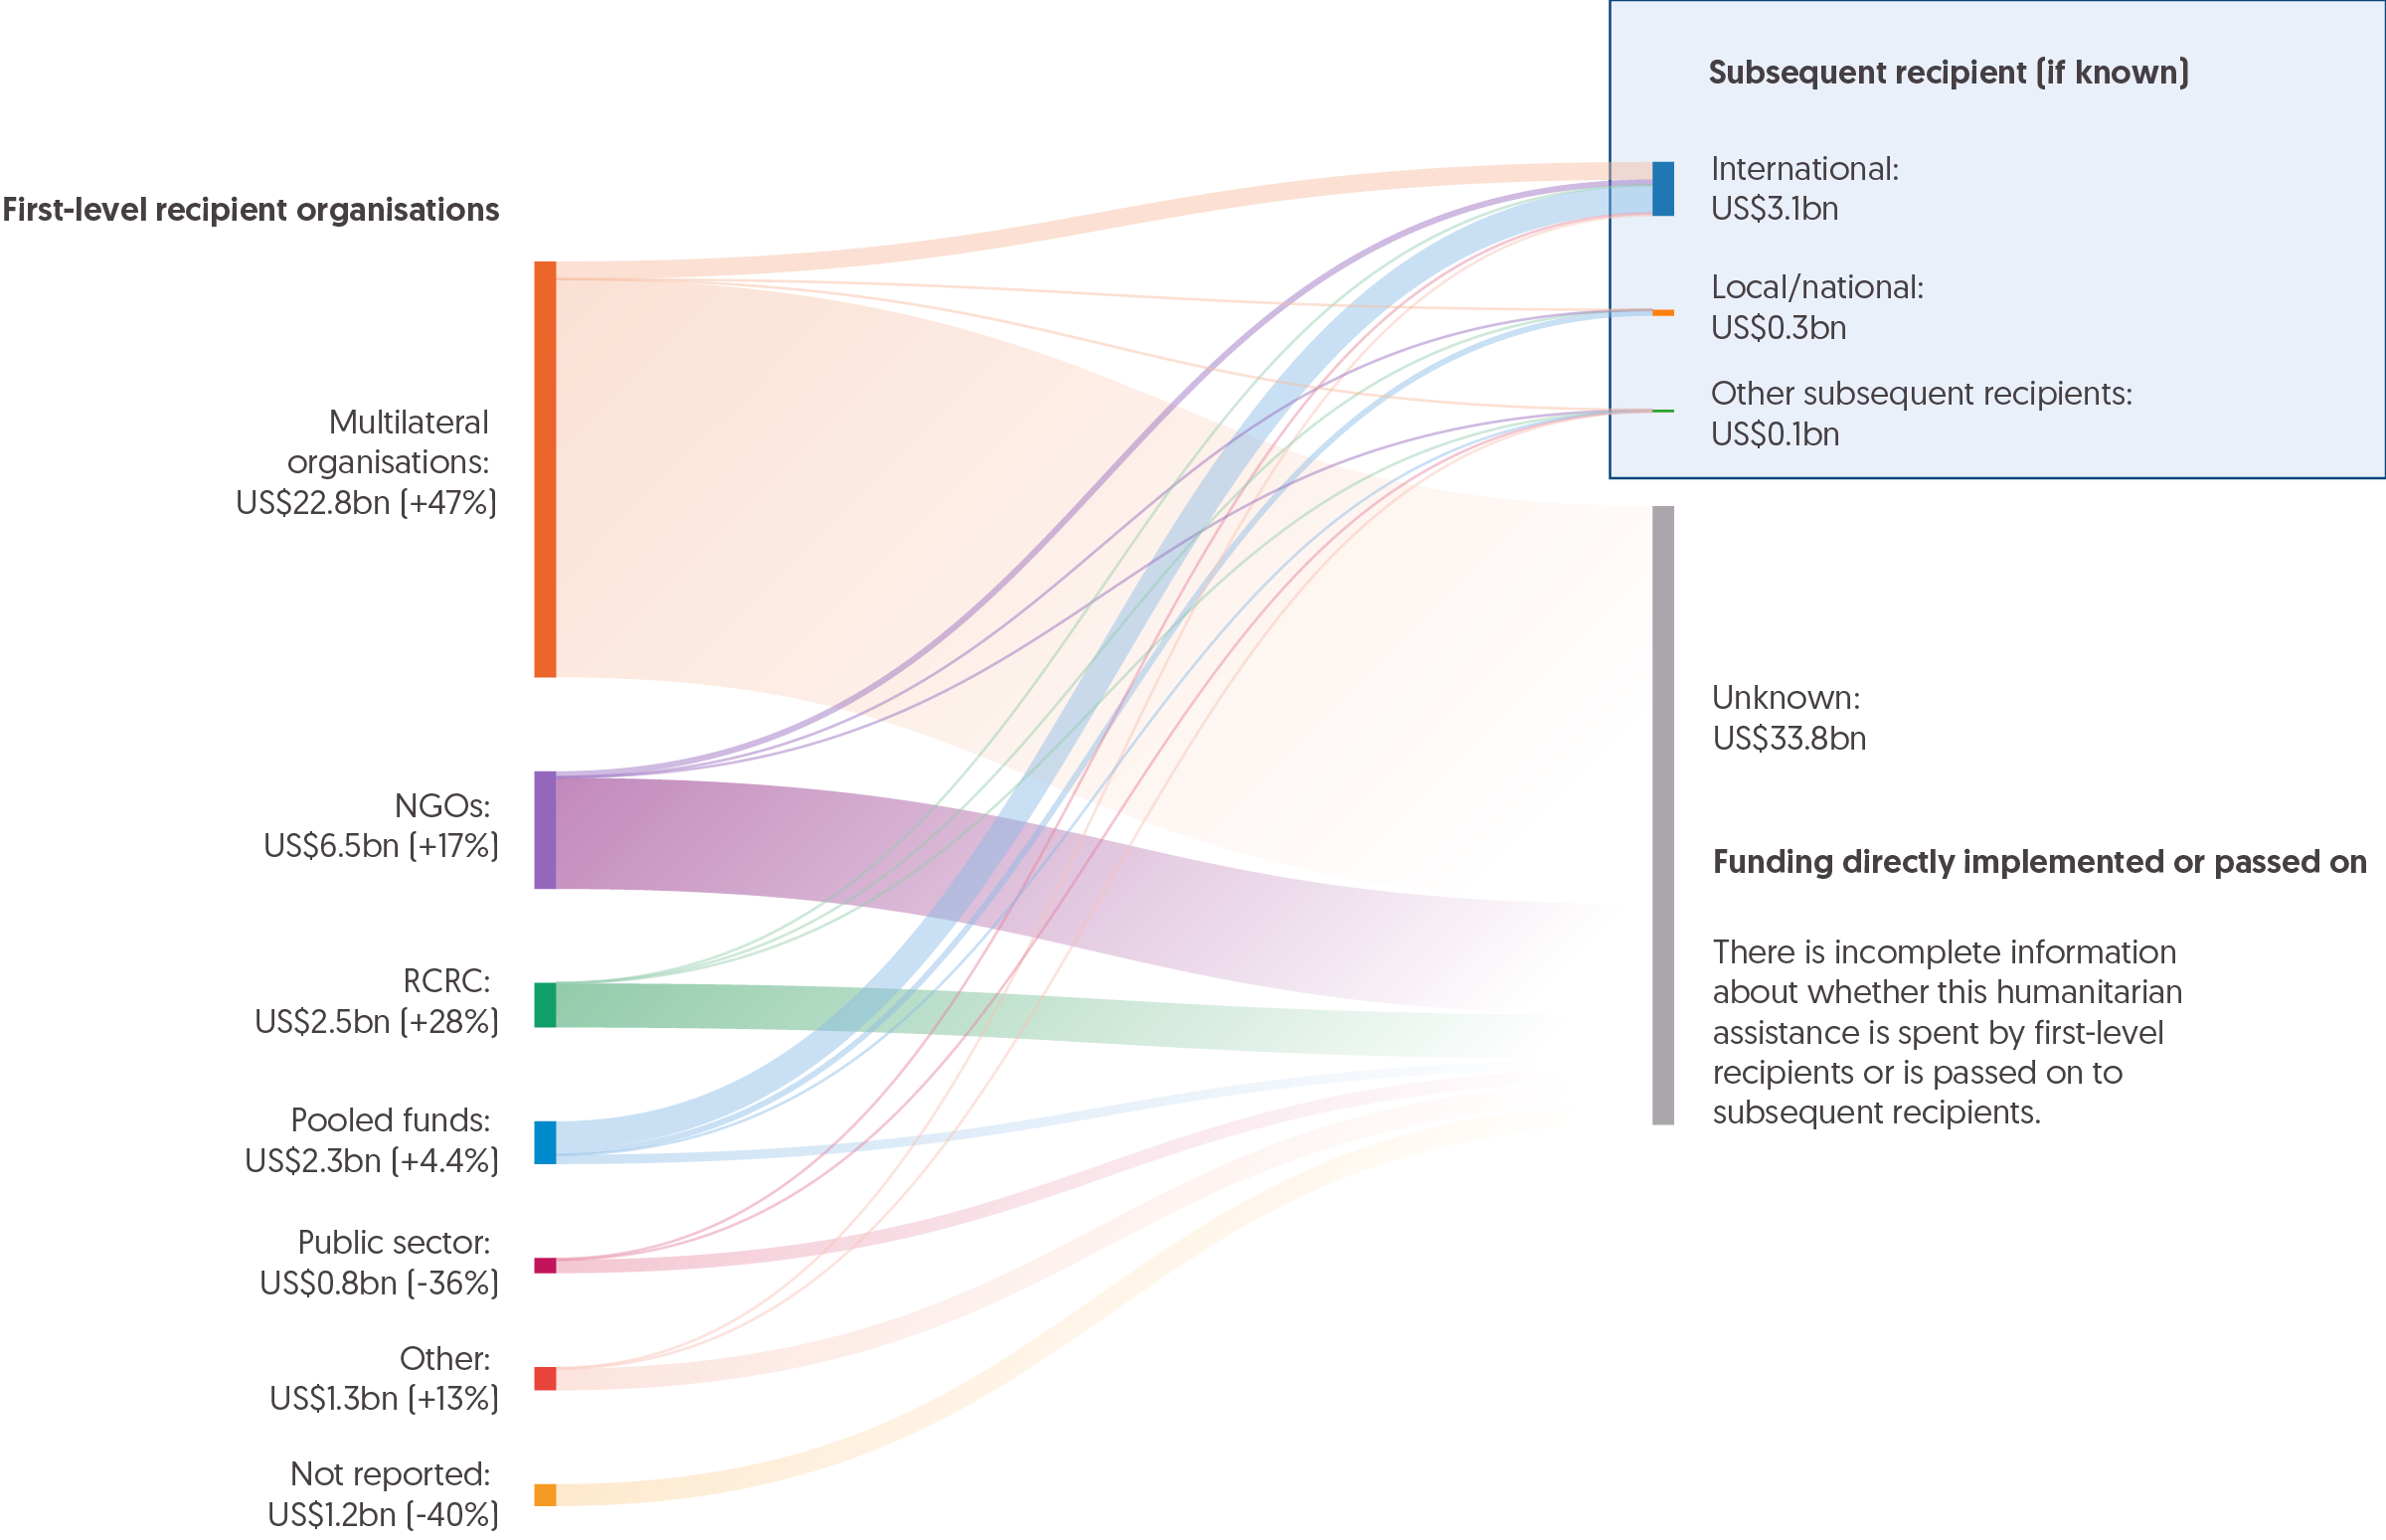 First-level recipient organisations
Multilateral
organisations:
US$22.8bn (+47%)
NGOs:
US$6.5bn (+17%)
RCRC:
US$2.5bn (+28%)
Pooled funds:
US$2.3bn (+4.4%)
Public sector:
US$0.8bn (-36%)
Other:
US$1.3bn (+13%)
Not reported:
US$1.2bn (-40%)
Subsequent recipient (if known)
International:
US$3.1bn
Local/national:
US$0.3bn
Other subsequent recipients:
US$0.1bn
Unknown:
US$33.8bn
Funding directly implemented or passed on
There is incomplete information
about whether this humanitarian
assistance is spent by first-level
recipients or is passed on to
subsequent recipients.